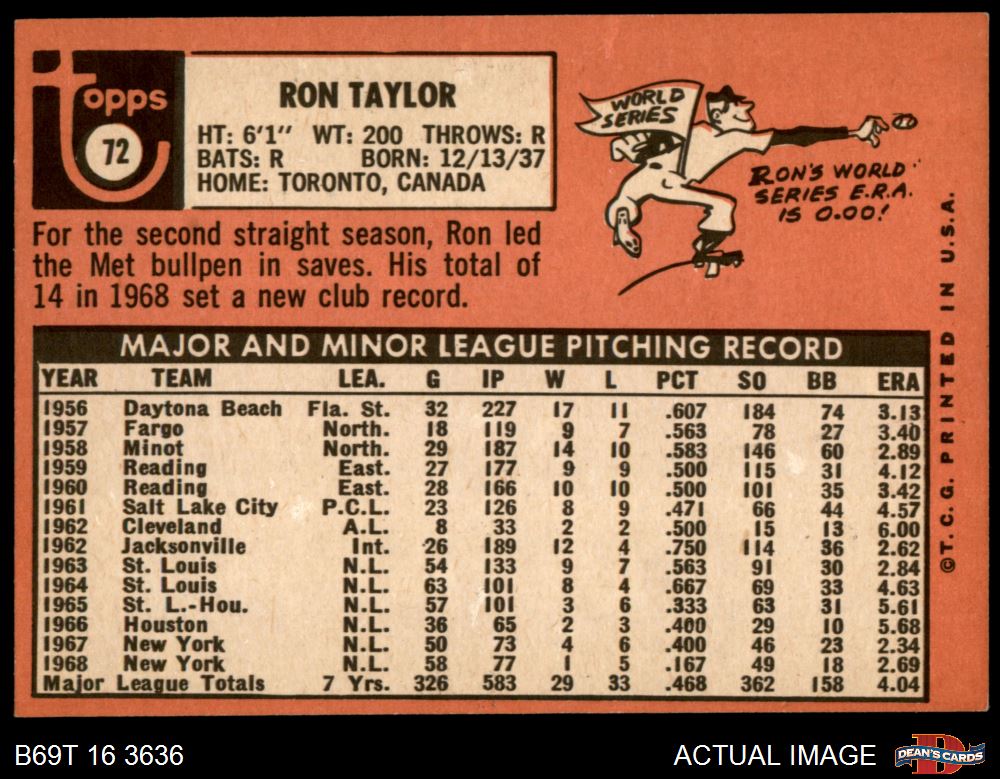 Topps
72
RON TAYLOR
HT: 6'1" WT: 200 THROWS: R
BATS: R BORN: 12/13/37
HOME: TORONTO, CANADA
WORLD
SERIES
RON'S WORLD
SERIES E.R.A.
IS 0.00!
For the second straight season, Ron led
the Met bullpen in saves. His total of
14 in 1968 set a new club record.
MAJOR AND MINOR LEAGUE PITCHING RECORD
YEAR TEAM LEA. G IP W L PCT SO BB ERA
1956 Daytona Beach Fla. St. 32 227 17 11 .607 184 74 3.13
1957 Fargo North. 18 119 9 7 .563 78 27 3.40
1958 Minot North. 29 187 14 10 .583 146 60 2.89
1959 Reading East. 27 177 9 9 .500 115 31 4.12
1960 Reading East. 28 166 10 10 .500 101 35 3.42
1961 Salt Lake City P.C.L. 23 126 8 9 .471 66 44 4.57
1962 Cleveland A.L. 8 33 2 2 .500 15 13 6.00
1962 Jacksonville Int. 26 189 12 4 .750 114 36 2.62
1963 St. Louis N.L. 54 133 9 7 .563 91 30 2.84
1964 St. Louis N.L. 63 101 8 4 .667 69 33 4.63
1965 St. L.-Hou. N.L. 57 101 3 6 .333 63 31 5.61
1966 Houston N.L. 36 65 2 3 .400 29 10 5.68
1967 New York N.L. 50 73 4 6 .400 46 23 2.34
1968 New York N.L. 58 77 1 5 .167 49 18 2.69
Major League Totals 7 Yrs. 326 583 29 33 .468 362 158 4.04
©T. C. G. PRINTED IN U.S.A.
B69T 16 3636
ACTUAL IMAGE
D
DEAN'S CARDS